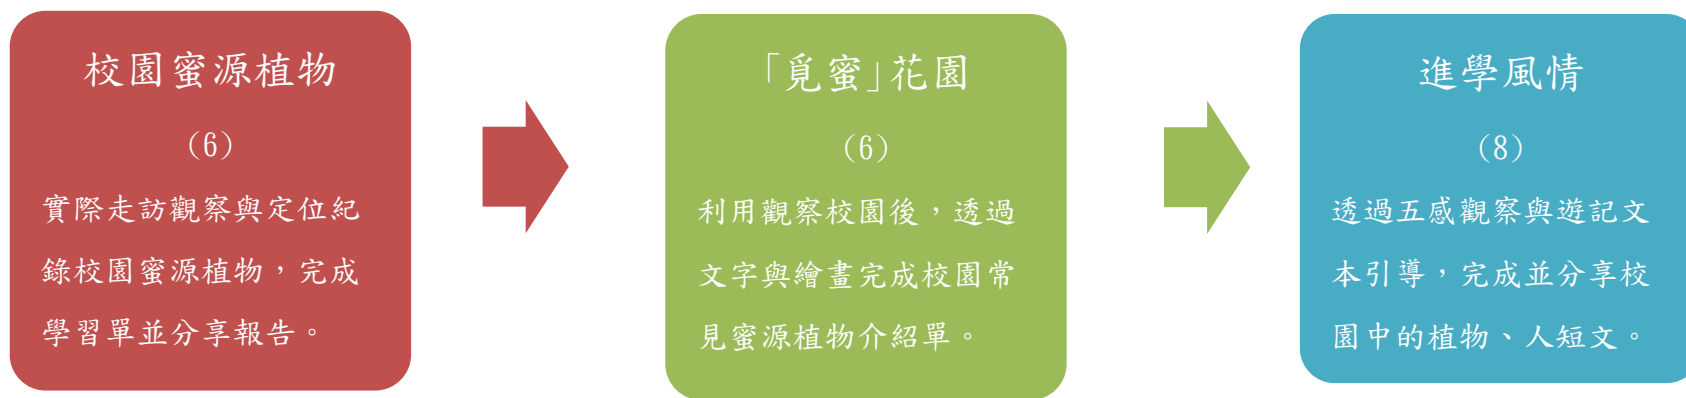 校園蜜源植物
(6)
實際走訪觀察與定位紀
錄校園蜜源植物，完成
學習單並分享報告。
「覓蜜」花園
(6)
利用觀察校園後，透過
文字與繪畫完成校園常
見蜜源植物介紹單。
進學風情
(8)
透過五感觀察與遊記文
本引導，完成並分享校
園中的植物、人短文。